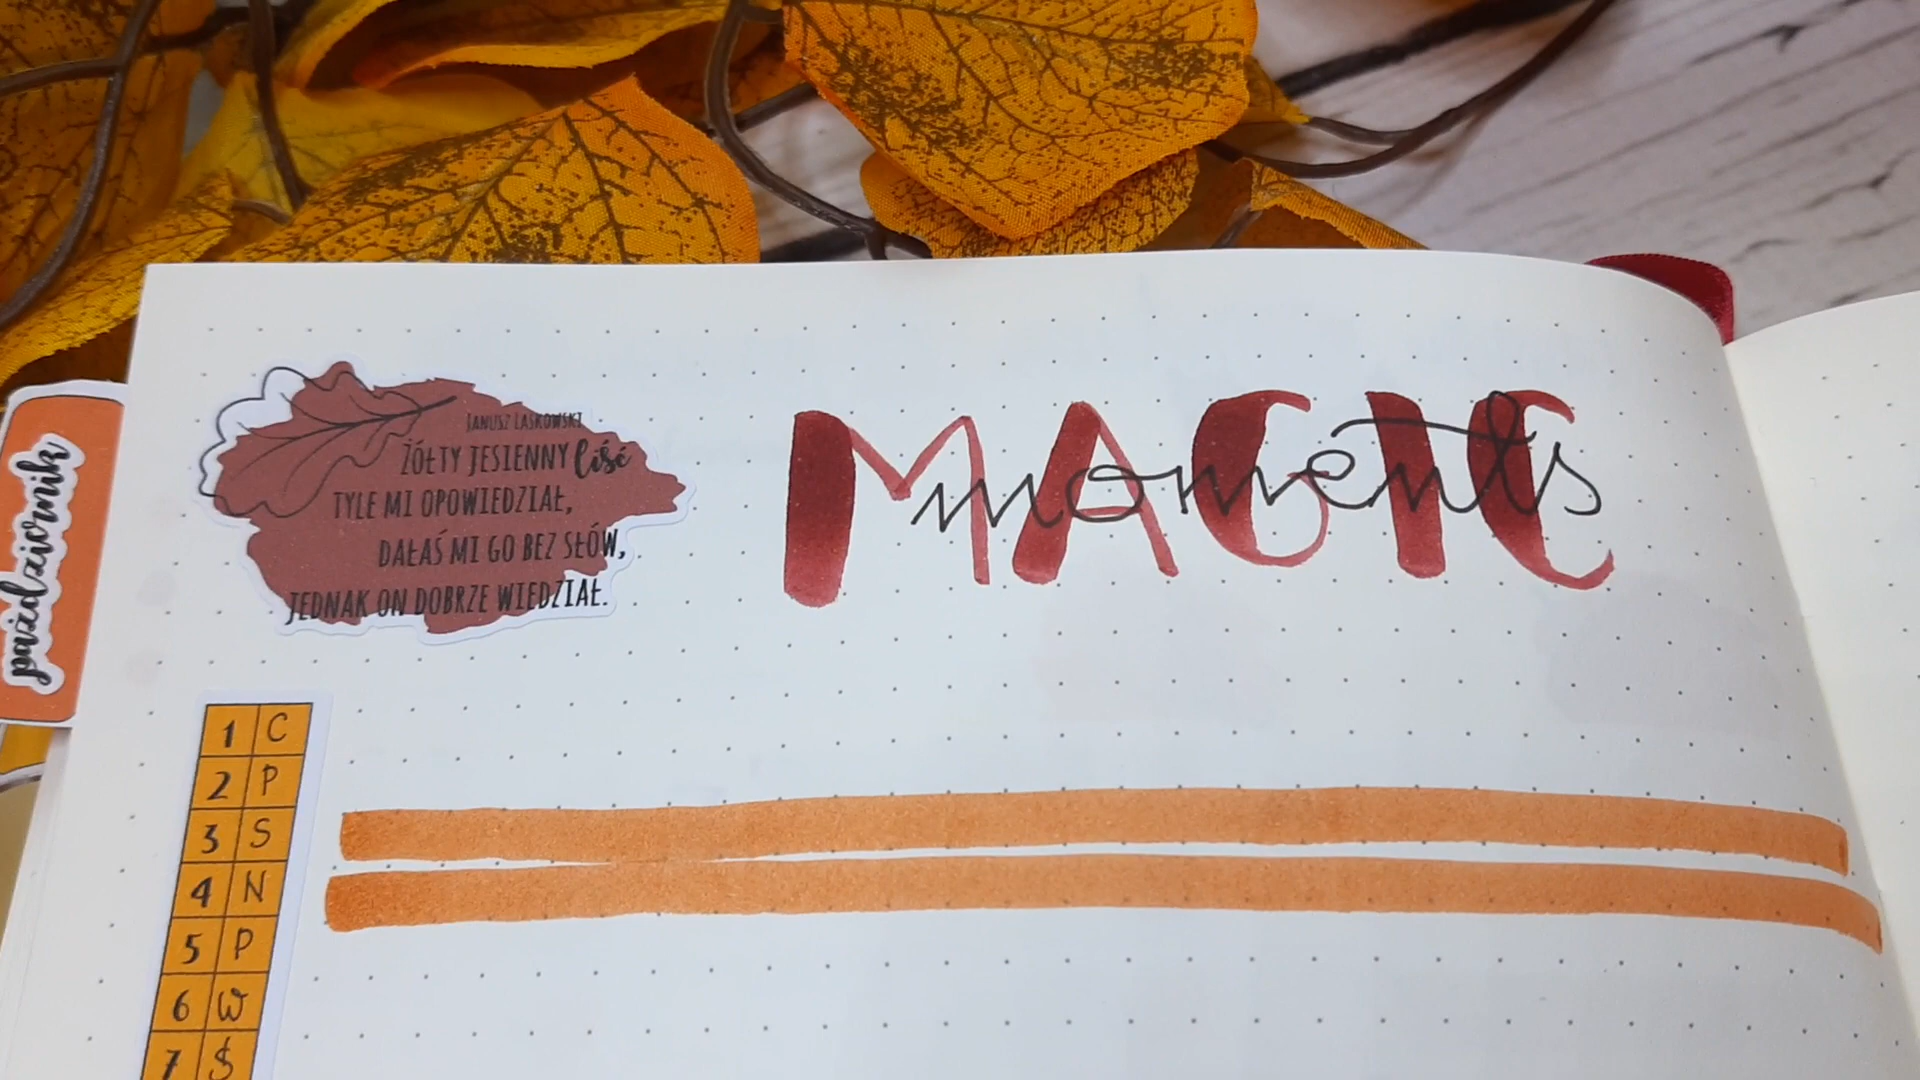 październik
Janusz Laskowski
ŻÓŁTY JESIENNY liść
TYLE MI OPOWIEDZIAŁ,
DAŁAŚ MI GO BEZ SŁÓW,
JEDNAK ON DOBRZE WIEDZIAŁ.
MAGIC
moments
1 C
2 P
3 S
4 N
5 P
6 W
7 $